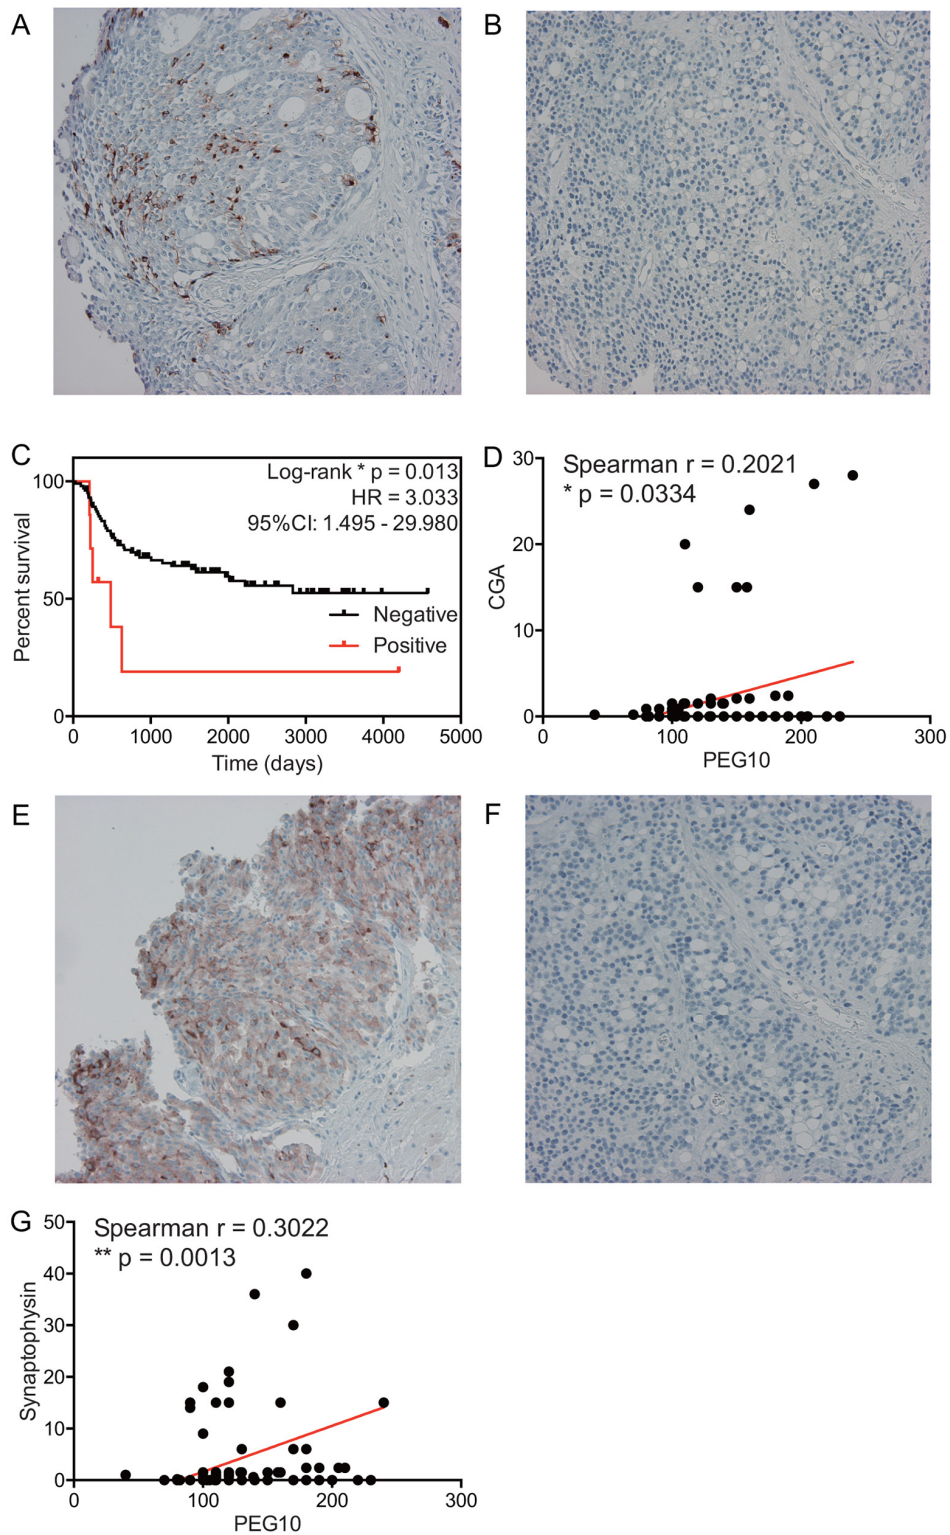 A
B
C
Log-rank * p = 0.013
HR = 3.033
95%CI: 1.495 - 29.980
100
50
0
Percent survival
Negative
Positive
0 1000 2000 3000 4000 5000
Time (days)
D
Spearman r = 0.2021
* p = 0.0334
30
20
10
0
CGA
0 100 200 300
PEG10
E
F
G
Spearman r = 0.3022
** p = 0.0013
50
40
30
20
10
0
Synaptophysin
0 100 200 300
PEG10